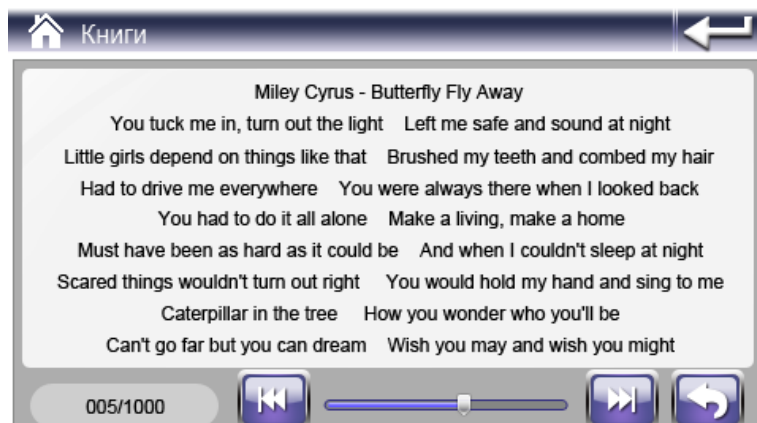 Книги
Miley Cyrus - Butterfly Fly Away
You tuck me in, turn out the light Left me safe and sound at night
Little girls depend on things like that Brushed my teeth and combed my hair
Had to drive me everywhere You were always there when I looked back
You had to do it all alone Make a living, make a home
Must have been as hard as it could be And when I couldn't sleep at night
Scared things wouldn't turn out right You would hold my hand and sing to me
Caterpillar in the tree How you wonder who you'll be
Can't go far but you can dream Wish you may and wish you might
005/1000